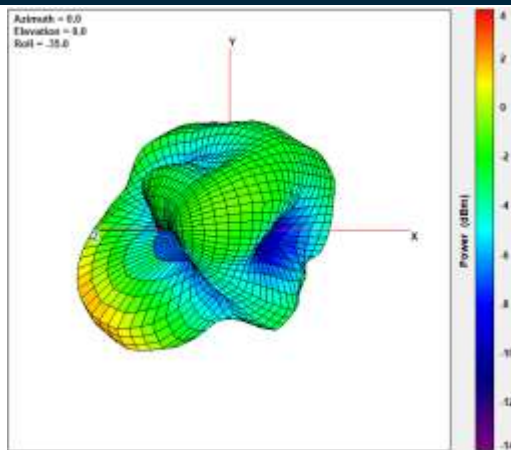 Azimuth = 0.0
Elevation = 0.0
Roll = -35.0
Y
X
Power (dBm)
4
2
0
-2
-4
-6
-8
-10
-12
-14